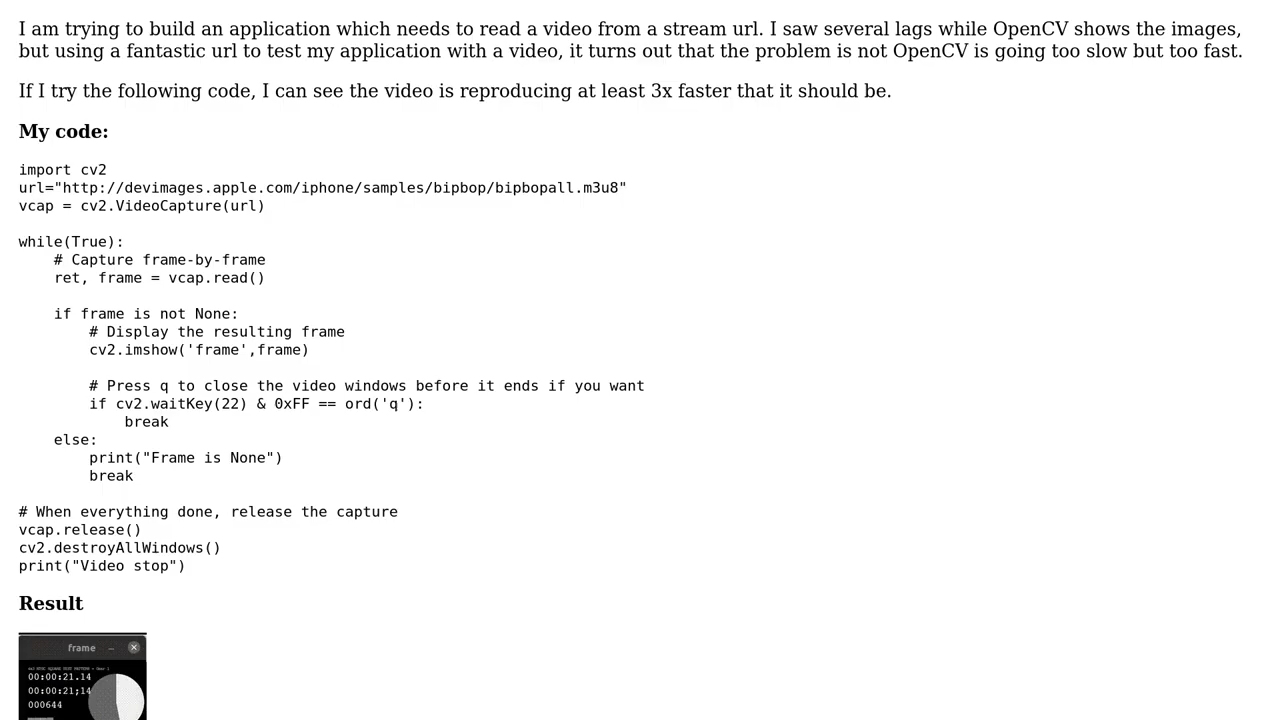 I am trying to build an application which needs to read a video from a stream url. I saw several lags while OpenCV shows the images,
but using a fantastic url to test my application with a video, it turns out that the problem is not OpenCV is going too slow but too fast.
If I try the following code, I can see the video is reproducing at least 3x faster that it should be.
My code:
import cv2
url="http://devimages.apple.com/iphone/samples/bipbop/bipbopall.m3u8"
vcap = cv2.VideoCapture(url)
while(True):
    # Capture frame-by-frame
    ret, frame = vcap.read()
    if frame is not None:
        # Display the resulting frame
        cv2.imshow('frame',frame)
        # Press q to close the video windows before it ends if you want
        if cv2.waitKey(22) & 0xFF == ord('q'):
            break
    else:
        print("Frame is None")
        break
# When everything done, release the capture
vcap.release()
cv2.destroyAllWindows()
print("Video stop")
Result
frame
00:00:21.14
00:00:21;14
000644